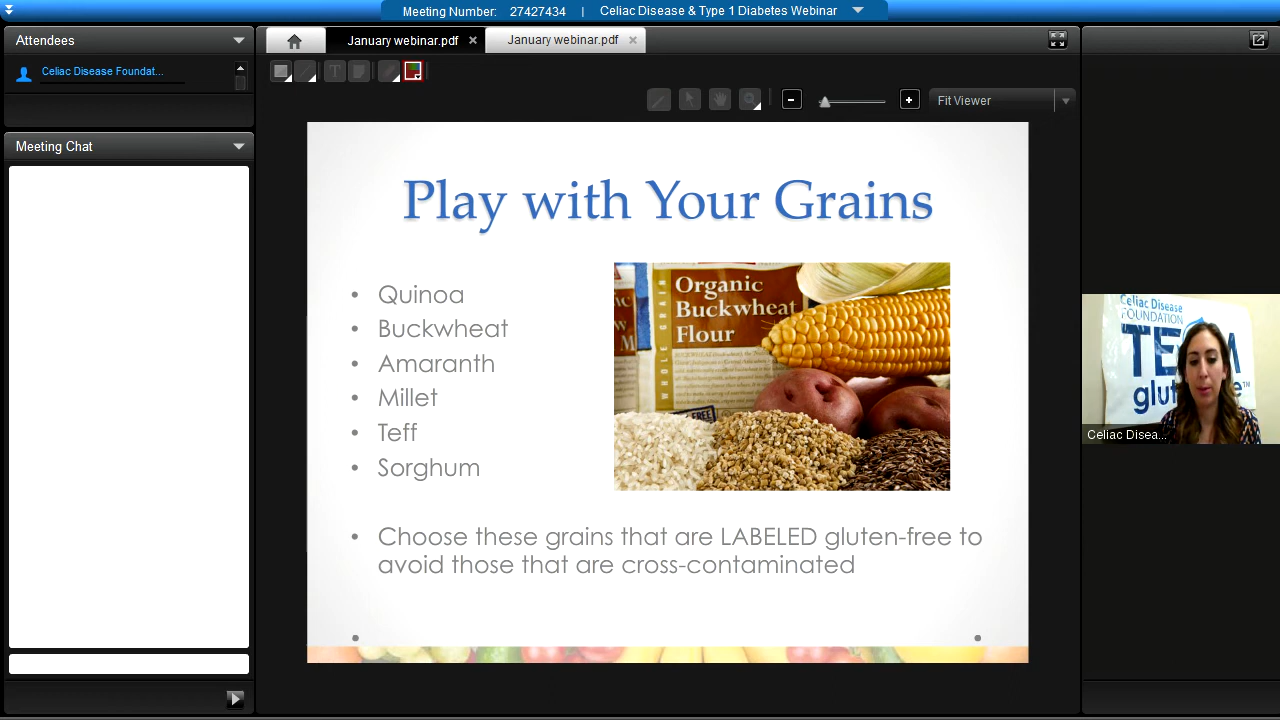 Meeting Number: 27427434 | Celiac Disease & Type 1 Diabetes Webinar
Attendees
Celiac Disease Foundat...
Meeting Chat
January webinar.pdf
January webinar.pdf
Fit Viewer
Play with Your Grains
• Quinoa
• Buckwheat
• Amaranth
• Millet
• Teff
• Sorghum
• Choose these grains that are LABELED gluten-free to
avoid those that are cross-contaminated
Organic
Buckwheat
Flour
WHOLE GRAIN
Celiac Disease
FOUNDATION
Celiac Disea...